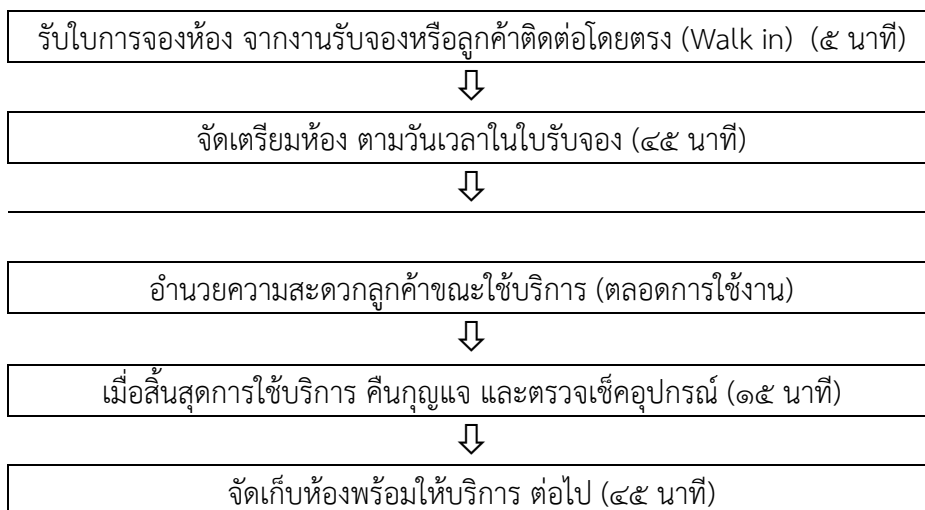 รับใบการจองห้อง จากงานรับจองหรือลูกค้าติดต่อโดยตรง (Walk in) (๕ นาที)
จัดเตรียมห้อง ตามวันเวลาในใบรับจอง (๔๕ นาที)
อำนวยความสะดวกลูกค้าขณะใช้บริการ (ตลอดการใช้งาน)
เมื่อสิ้นสุดการใช้บริการ คืนกุญแจ และตรวจเช็คอุปกรณ์ (๑๕ นาที)
จัดเก็บห้องพร้อมให้บริการ ต่อไป (๔๕ นาที)